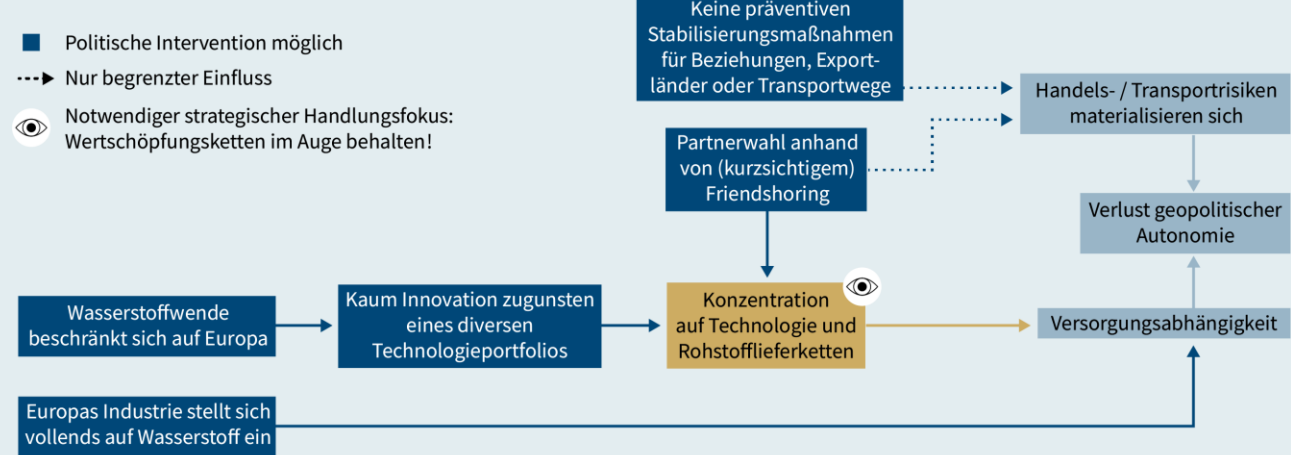 Politische Intervention möglich
Nur begrenzter Einfluss
Notwendiger strategischer Handlungsfokus:
Wertschöpfungsketten im Auge behalten!
Keine präventiven
Stabilisierungsmaßnahmen
für Beziehungen, Export-
länder oder Transportwege
Handels- / Transportrisiken
materialisieren sich
Partnerwahl anhand
von (kurzsichtigem)
Friendshoring
Verlust geopolitischer
Autonomie
Wasserstoffwende
beschränkt sich auf Europa
Kaum Innovation zugunsten
eines diversen
Technologieportfolios
Konzentration
auf Technologie und
Rohstofflieferketten
Versorgungsabhängigkeit
Europas Industrie stellt sich
vollends auf Wasserstoff ein